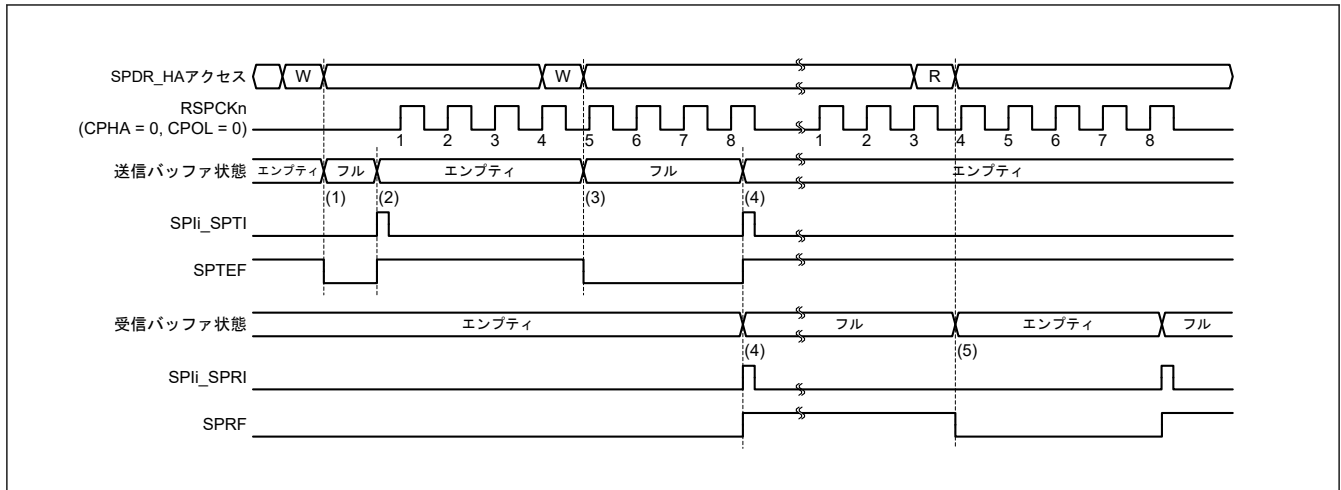 SPDR_HAアクセス W W R
RSPCKn
(CPHA = 0, CPOL = 0)
1 2 3 4 5 6 7 8 1 2 3 4 5 6 7 8
送信バッファ状態 エンプティ フル エンプティ フル エンプティ
(1) (2) (3) (4)
SPIi_SPTI
SPTEF
受信バッファ状態 エンプティ フル エンプティ フル
(4) (5)
SPIi_SPRI
SPRF